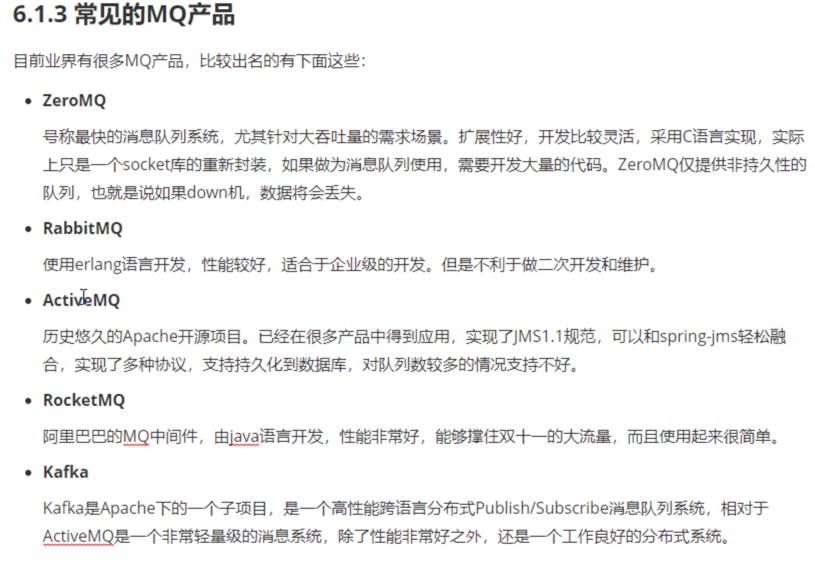 6.1.3 常见的MQ产品
目前业界有很多MQ产品，比较出名的有下面这些：
• ZeroMQ
号称最快的消息队列系统，尤其针对大吞吐量的需求场景。扩展性好，开发比较灵活，采用C语言实现，实际
上只是一个socket库的重新封装，如果做为消息队列使用，需要开发大量的代码。ZeroMQ仅提供非持久性的
队列，也就是说如果down机，数据将会丢失。
• RabbitMQ
使用erlang语言开发，性能较好，适合于企业级的开发。但是不利于做二次开发和维护。
• ActiveMQ
历史悠久的Apache开源项目。已经在很多产品中得到应用，实现了JMS1.1规范，可以和spring-jms轻松融
合，实现了多种协议，支持持久化到数据库，对队列数较多的情况支持不好。
• RocketMQ
阿里巴巴的MQ中间件，由java语言开发，性能非常好，能够撑住双十一的大流量，而且使用起来很简单。
• Kafka
Kafka是Apache下的一个子项目，是一个高性能跨语言分布式Publish/Subscribe消息队列系统，相对于
ActiveMQ是一个非常轻量级的消息系统，除了性能非常好之外，还是一个工作良好的分布式系统。